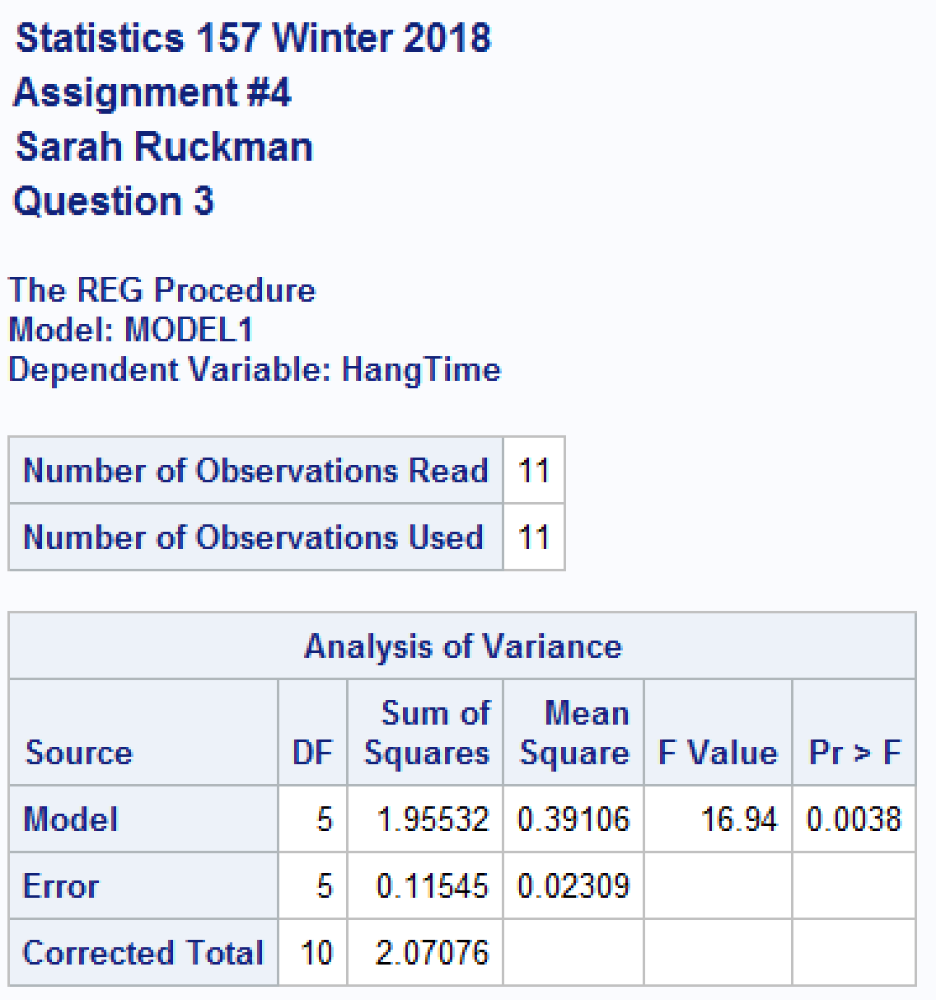 Statistics 157 Winter 2018
Assignment #4
Sarah Ruckman
Question 3
The REG Procedure
Model: MODEL1
Dependent Variable: HangTime
Number of Observations Read 11
Number of Observations Used 11
Analysis of Variance
Source DF Sum of Squares Mean Square F Value Pr > F
Model 5 1.95532 0.39106 16.94 0.0038
Error 5 0.11545 0.02309
Corrected Total 10 2.07076